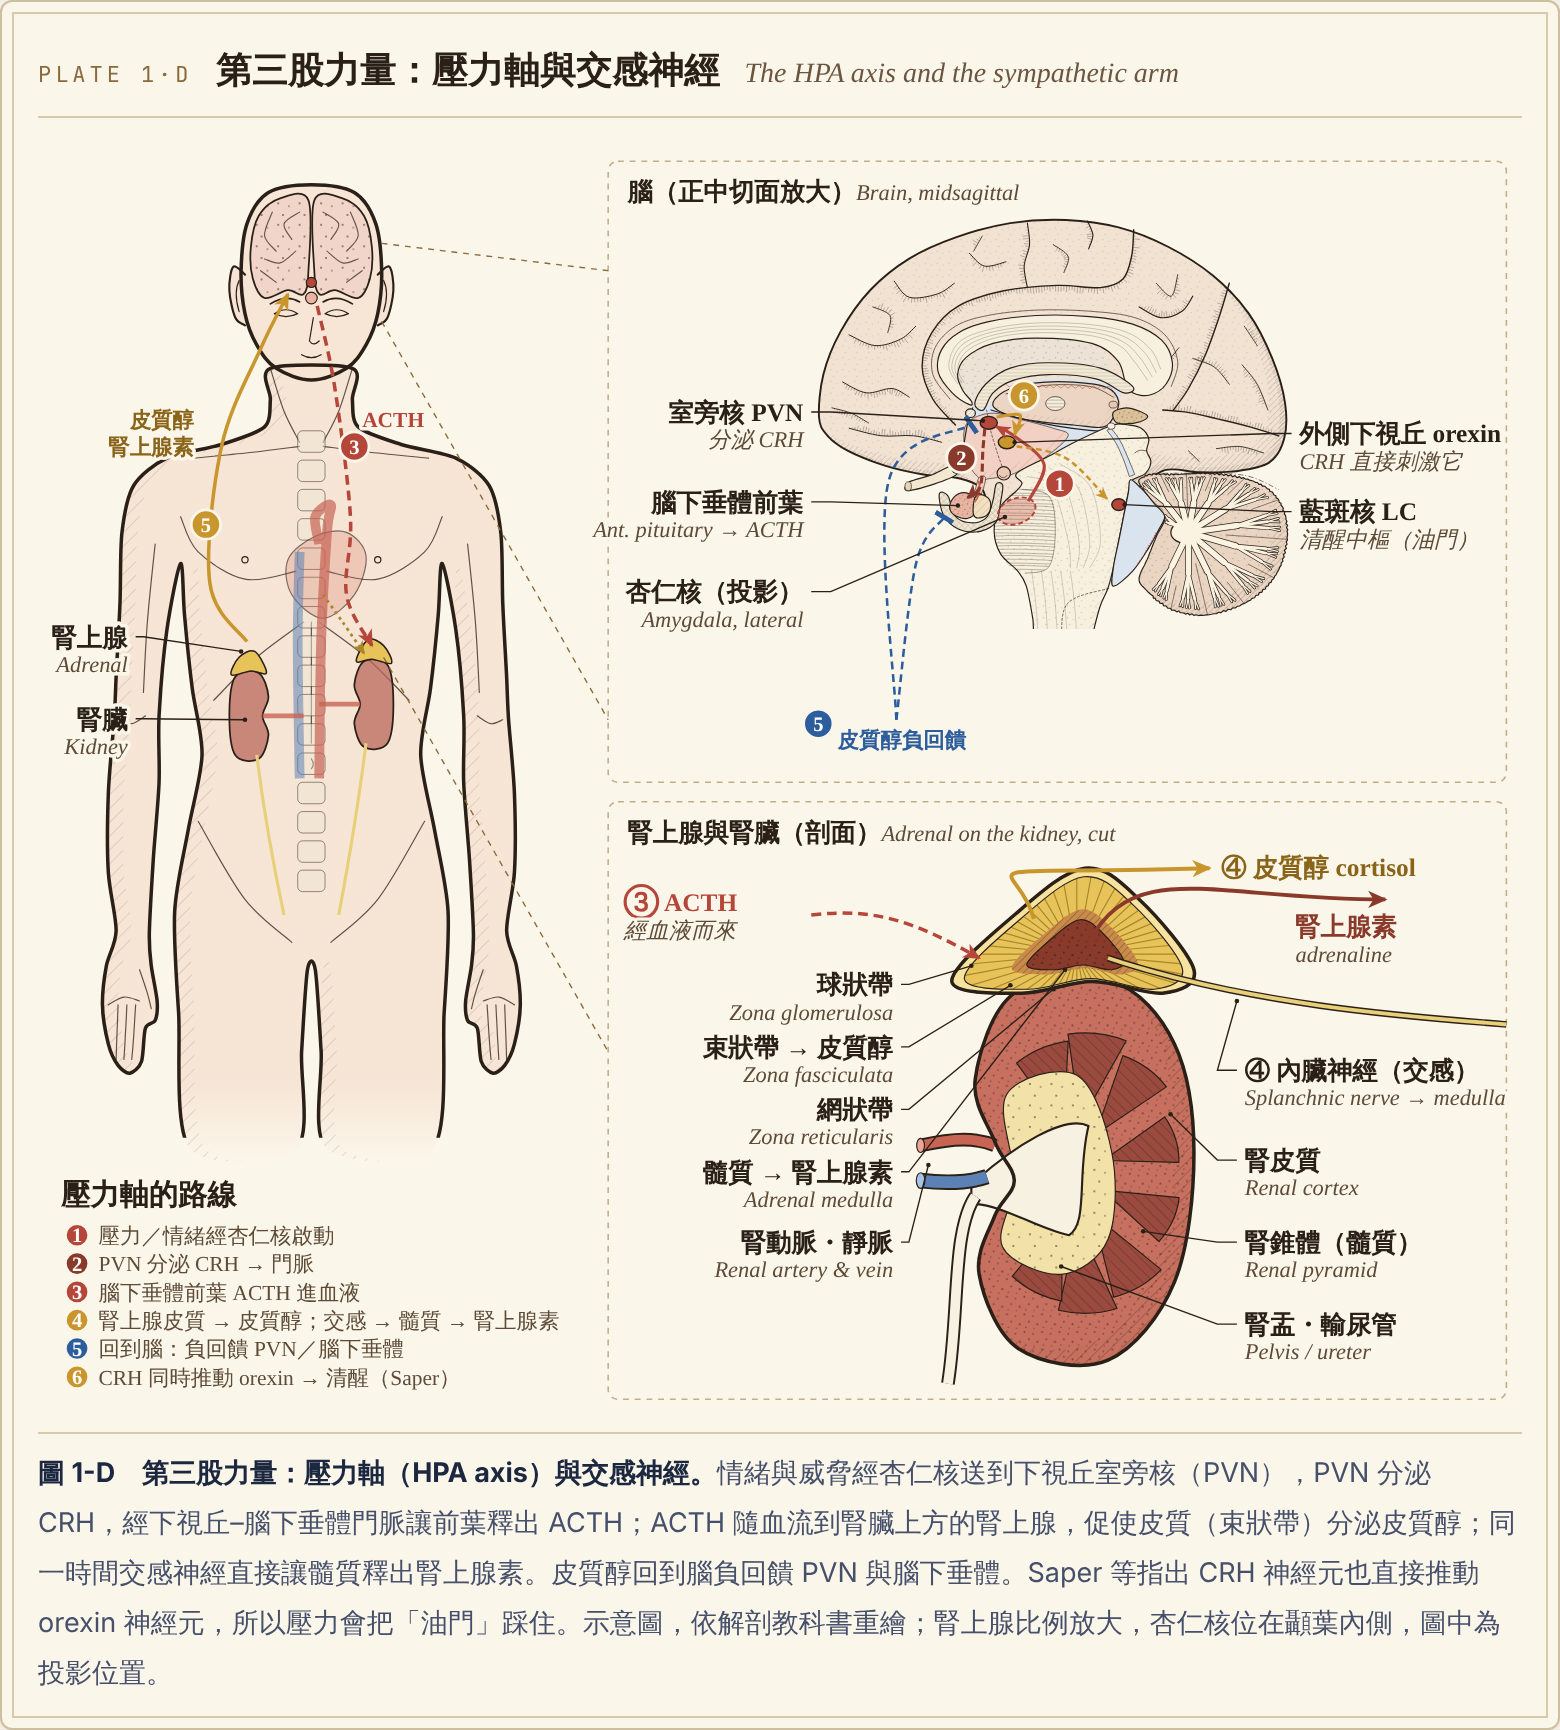 PLATE 1·D 第三股力量：壓力軸與交感神經 The HPA axis and the sympathetic arm
腦（正中切面放大）Brain, midsagittal
皮質醇
腎上腺素
ACTH
3
5
腎上腺
Adrenal
腎臟
Kidney
室旁核 PVN
分泌 CRH
腦下垂體前葉
Ant. pituitary → ACTH
杏仁核（投影）
Amygdala, lateral
6
2
1
外側下視丘 orexin
CRH 直接刺激它
藍斑核 LC
清醒中樞（油門）
5 皮質醇負回饋
腎上腺與腎臟（剖面）Adrenal on the kidney, cut
③ ACTH
經血液而來
④ 皮質醇 cortisol
腎上腺素
adrenaline
球狀帶
Zona glomerulosa
束狀帶 → 皮質醇
Zona fasciculata
網狀帶
Zona reticularis
髓質 → 腎上腺素
Adrenal medulla
腎動脈・靜脈
Renal artery & vein
④ 內臟神經（交感）
Splanchnic nerve → medulla
腎皮質
Renal cortex
腎錐體（髓質）
Renal pyramid
腎盂・輸尿管
Pelvis / ureter
壓力軸的路線
1 壓力／情緒經杏仁核啟動
2 PVN 分泌 CRH → 門脈
3 腦下垂體前葉 ACTH 進血液
4 腎上腺皮質 → 皮質醇；交感 → 髓質 → 腎上腺素
5 回到腦：負回饋 PVN／腦下垂體
6 CRH 同時推動 orexin → 清醒（Saper）
圖 1-D　第三股力量：壓力軸（HPA axis）與交感神經。情緒與威脅經杏仁核送到下視丘室旁核（PVN），PVN 分泌
CRH，經下視丘–腦下垂體門脈讓前葉釋出 ACTH；ACTH 隨血流到腎臟上方的腎上腺，促使皮質（束狀帶）分泌皮質醇；同
一時間交感神經直接讓髓質釋出腎上腺素。皮質醇回到腦負回饋 PVN 與腦下垂體。Saper 等指出 CRH 神經元也直接推動
orexin 神經元，所以壓力會把「油門」踩住。示意圖，依解剖教科書重繪；腎上腺比例放大，杏仁核位在顳葉內側，圖中為
投影位置。